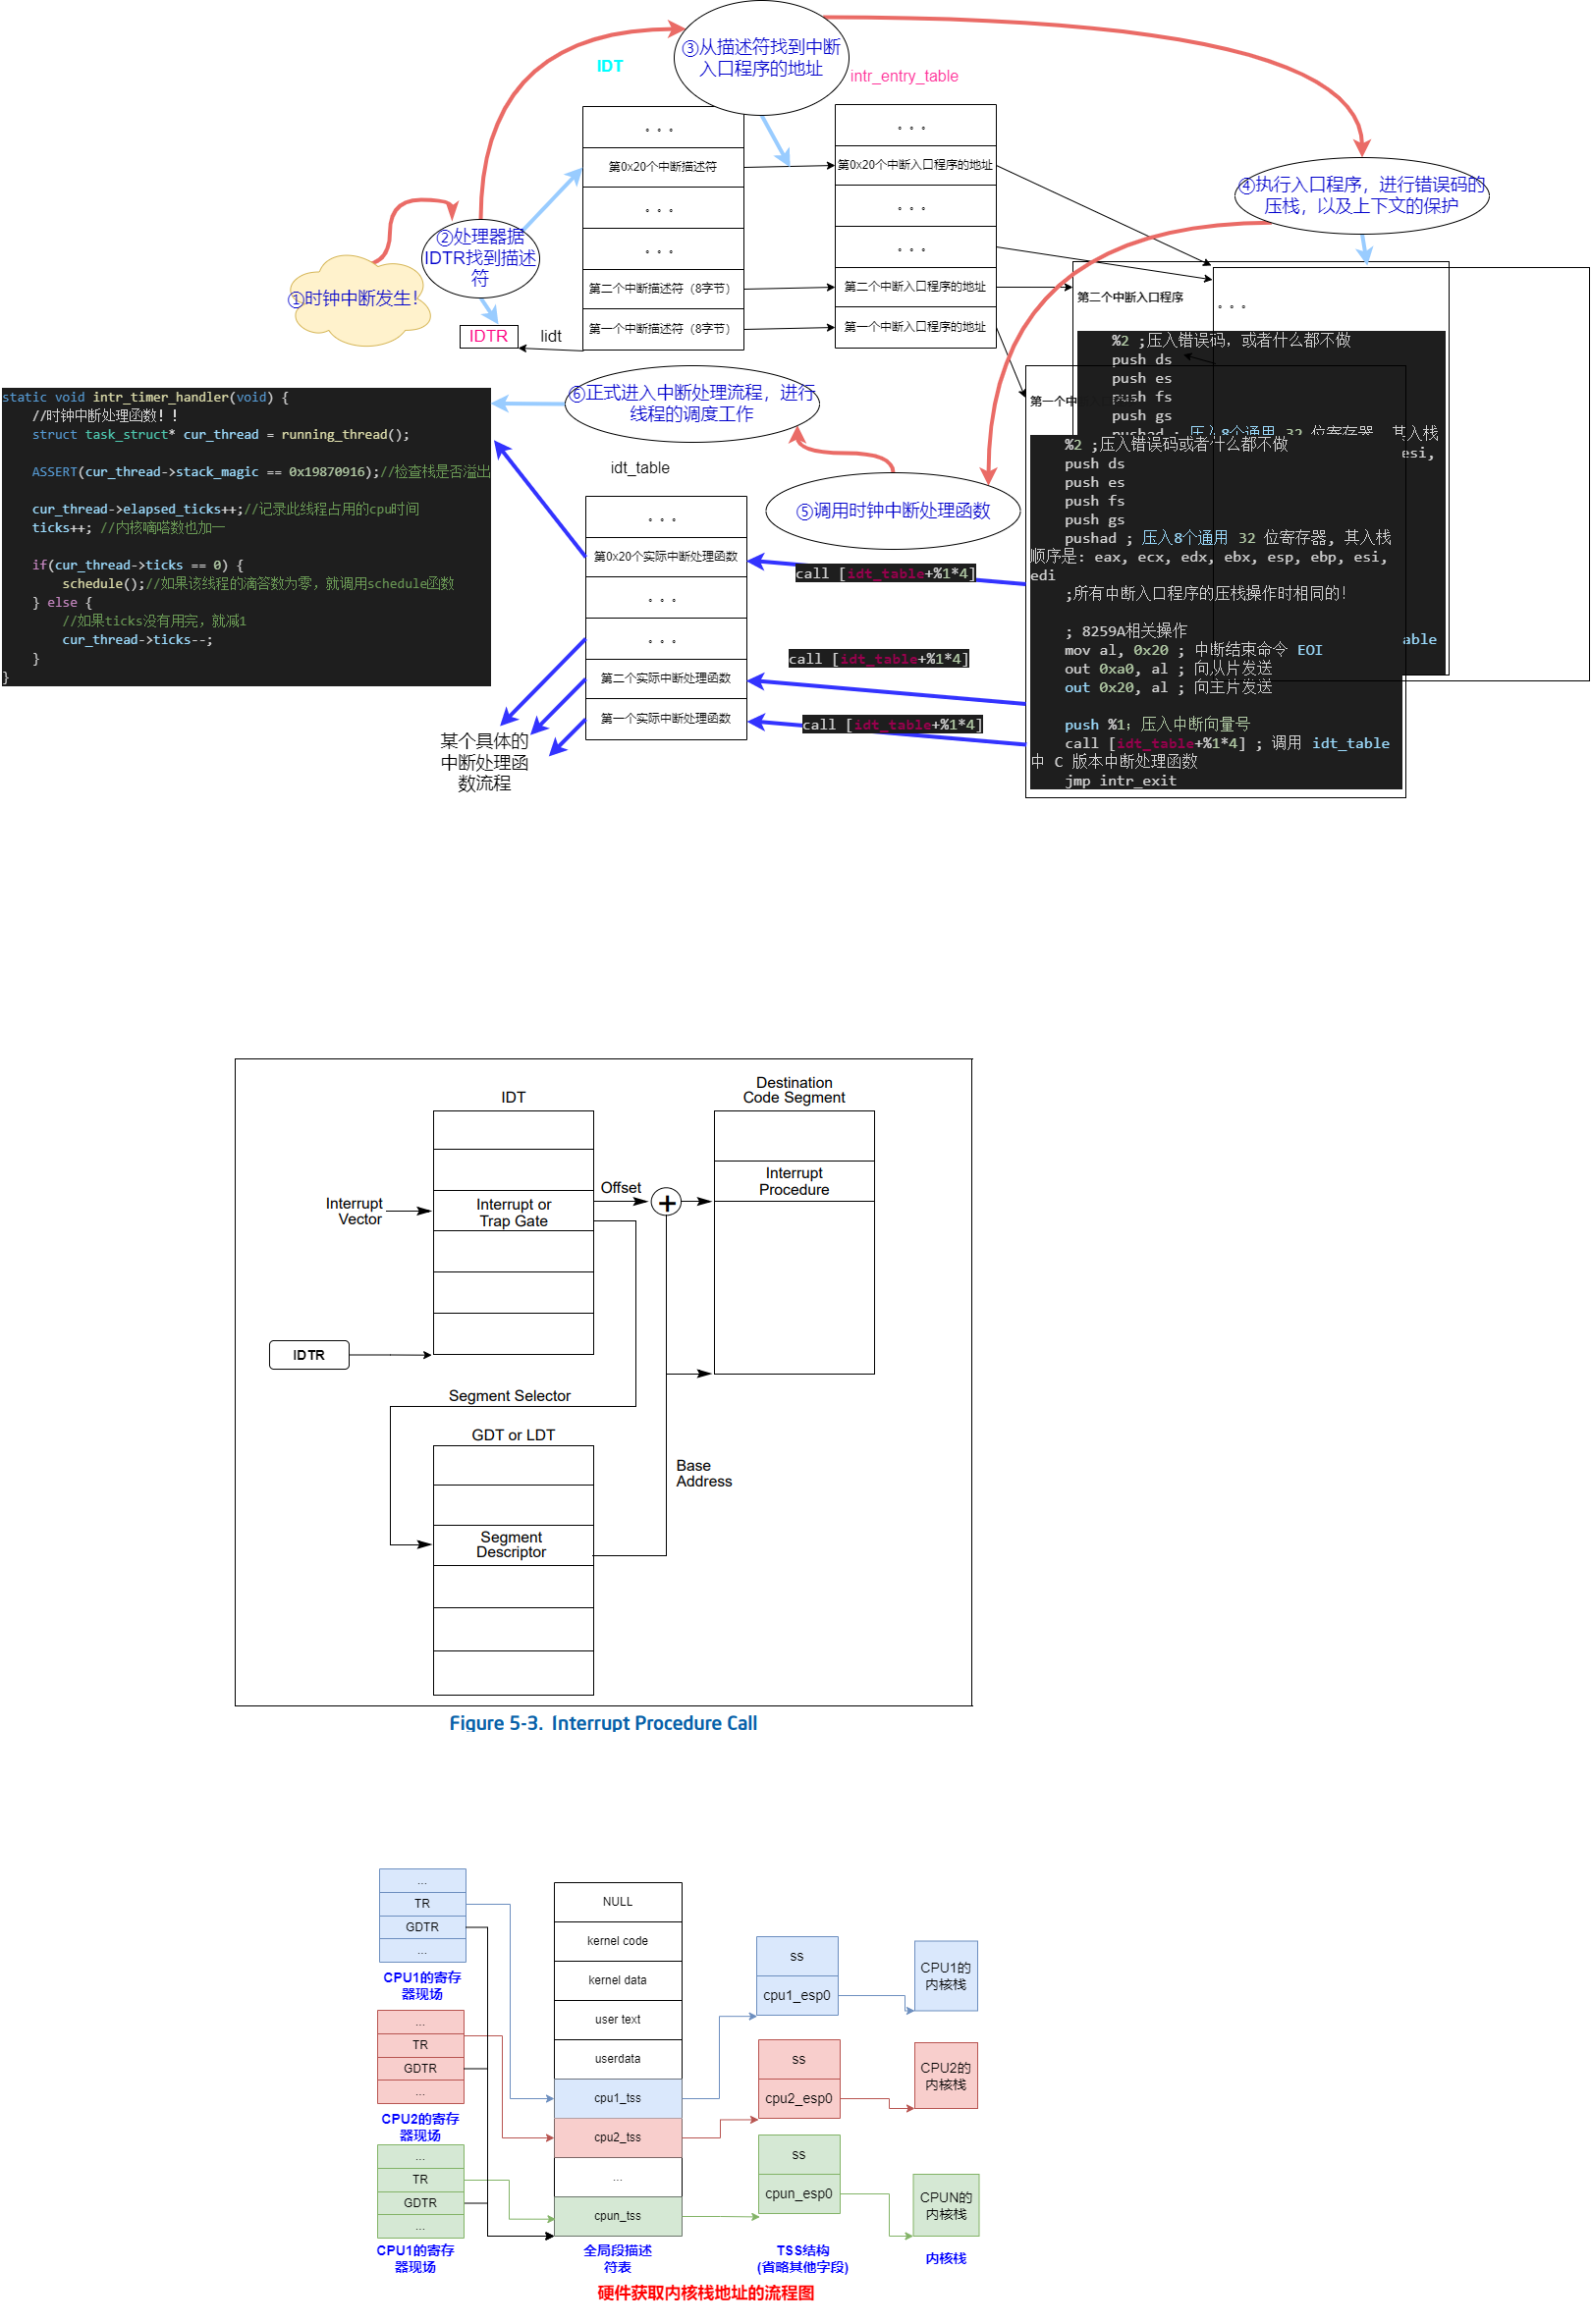 ③从描述符找到中断
入口程序的地址
IDT
intr_entry_table
。。。
第0x20个中断描述符
。。。
。。。
第二个中断描述符（8字节）
第一个中断描述符（8字节）
。。。
第0x20个中断入口程序的地址
。。。
。。。
第二个中断入口程序的地址
第一个中断入口程序的地址
④执行入口程序，进行错误码的
压栈，以及上下文的保护
②处理器据
IDTR找到描述
符
①时钟中断发生！
IDTR
lidt
第二个中断入口程序
。。。
%2 ;压入错误码, 或者什么都不做
push ds
push es
push fs
push gs
pushad ; 压入8个通用 32 位寄存器, 其入栈
esi,
able
第一个中
%2 ;压入错误码或者什么都不做
push ds
push es
push fs
push gs
pushad ; 压入8个通用 32 位寄存器, 其入栈
顺序是: eax, ecx, edx, ebx, esp, ebp, esi,
edi
;所有中断入口程序的压栈操作时相同的！
; 8259A相关操作
mov al, 0x20 ; 中断结束命令 EOI
out 0xa0, al ; 向从片发送
out 0x20, al ; 向主片发送
push %1; 压入中断向量号
call [idt_table+%1*4] ; 调用 idt_table
中 C 版本中断处理函数
jmp intr_exit
⑤调用时钟中断处理函数
⑥正式进入中断处理流程，进行
线程的调度工作
static void intr_timer_handler(void) {
//时钟中断处理函数！！
struct task_struct* cur_thread = running_thread();
ASSERT(cur_thread->stack_magic == 0x19870916);//检查栈是否溢出
cur_thread->elapsed_ticks++;//记录此线程占用的cpu时间
ticks++; //内核嘀嗒数也加一
if(cur_thread->ticks == 0) {
schedule();//如果该线程的滴答数为零, 就调用schedule函数
} else {
//如果ticks没有用完, 就减1
cur_thread->ticks--;
}
}
idt_table
。。。
第0x20个实际中断处理函数
。。。
。。。
第二个实际中断处理函数
第一个实际中断处理函数
call [idt_table+%1*4]
call [idt_table+%1*4]
call [idt_table+%1*4]
某个具体的
中断处理函
数流程
IDT
Destination
Code Segment
Interrupt
Vector
Interrupt or
Trap Gate
Offset
+
Interrupt
Procedure
IDTR
Segment Selector
GDT or LDT
Base
Address
Segment
Descriptor
Figure 5-3. Interrupt Procedure Call
...
TR
GDTR
...
CPU1的寄存
器现场
...
TR
GDTR
...
CPU2的寄存
器现场
...
TR
GDTR
...
CPU1的寄存
器现场
NULL
kernel code
kernel data
user text
userdata
cpu1_tss
cpu2_tss
...
cpun_tss
全局段描述
符表
ss
cpu1_esp0
ss
cpu2_esp0
ss
cpun_esp0
TSS结构
(省略其他字段)
CPU1的
内核栈
CPU2的
内核栈
CPUN的
内核栈
内核栈
硬件获取内核栈地址的流程图